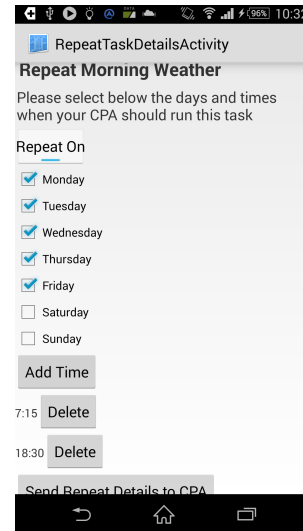 96% 10:32
RepeatTaskDetailsActivity
Repeat Morning Weather
Please select below the days and times
when your CPA should run this task
Repeat On
Monday
Tuesday
Wednesday
Thursday
Friday
Saturday
Sunday
Add Time
7:15 Delete
18:30 Delete
Send Repeat Details to CPA